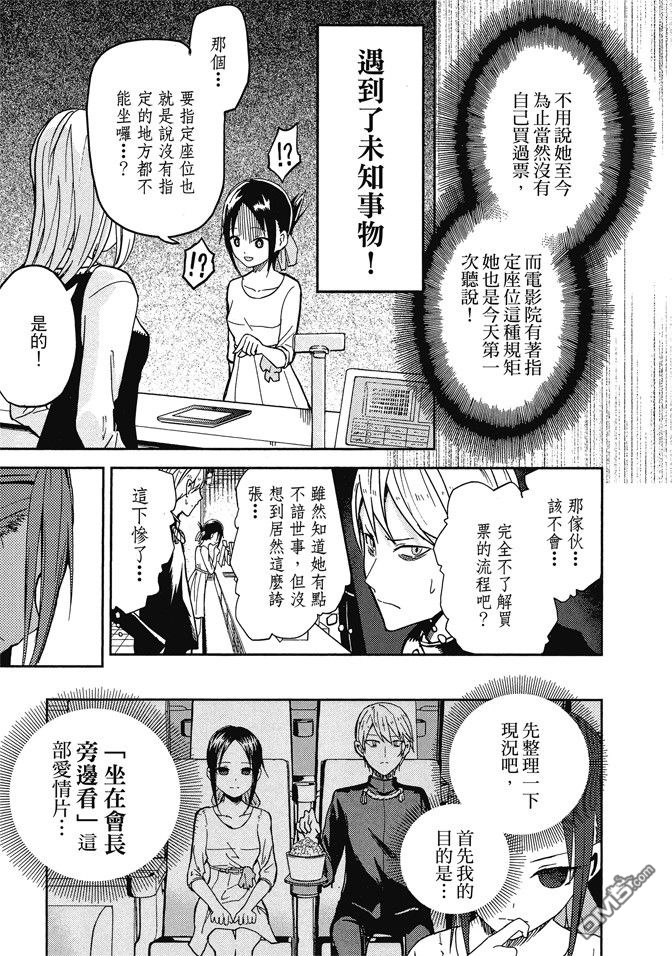 不用說她至今
為止當然沒有
自己買過票，
而電影院有著指
定座位這種規矩
她也是今天第一
次聽說！
遇到了未知事物！
那個…
要指定座位也
就是說沒有指
定的地方都不
能坐囉…？
!?
!?
是的！
那傢伙…
該不會…
完全不了解買
票的流程吧？
雖然知道她有點
不諳世事，但沒
想到居然這麼誇
張…
這下慘了…
先整理一下
現況吧，
首先我的
目的是…
「坐在會長
旁邊看」這
部愛情片…